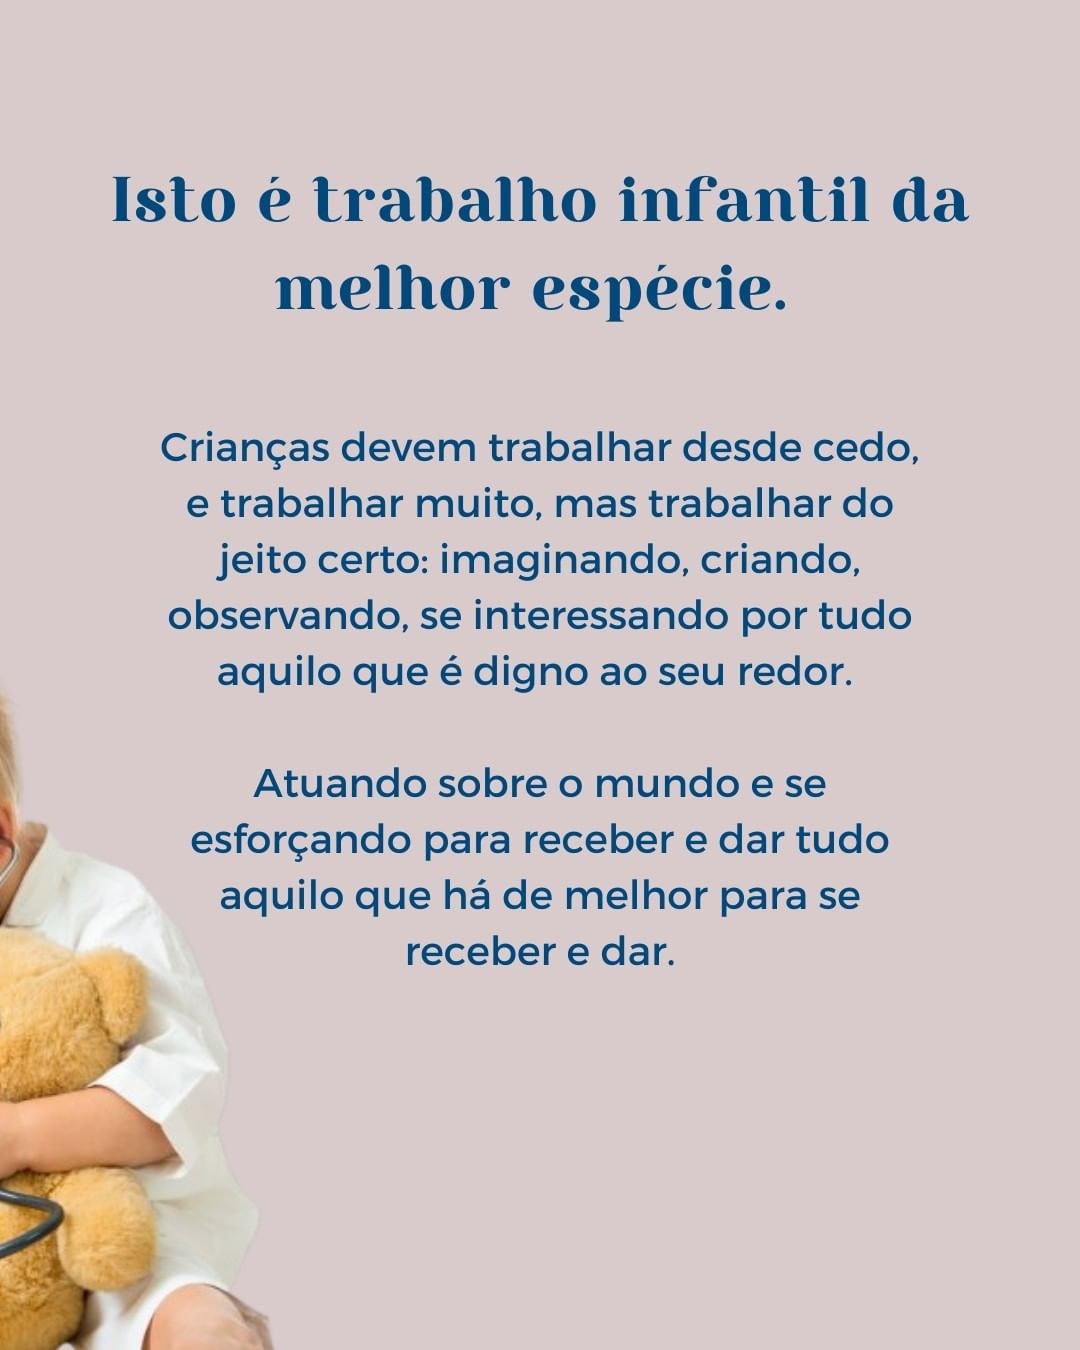 Isto é trabalho infantil da
melhor espécie.
Crianças devem trabalhar desde cedo,
e trabalhar muito, mas trabalhar do
jeito certo: imaginando, criando,
observando, se interessando por tudo
aquilo que é digno ao seu redor.
Atuando sobre o mundo e se
esforçando para receber e dar tudo
aquilo que há de melhor para se
receber e dar.